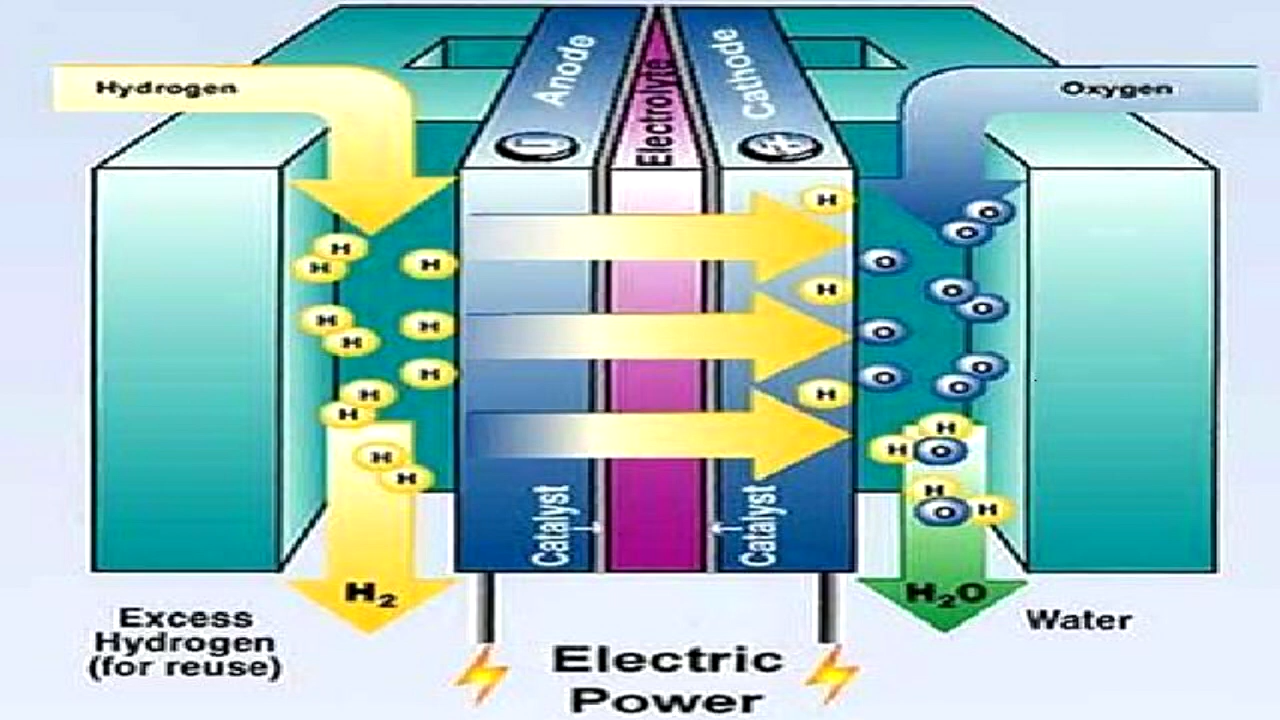 Hydrogen
Anode
Electrolyte
Cathode
Oxygen
H
H
H
H
H
H
H
H
H
H
H
H
H
H
O
O
O
O
O
O
O
O
O
H
H
O
H
O
H
Catalyst
Catalyst
H2
H2O
Excess
Hydrogen
(for reuse)
Water
Electric
Power